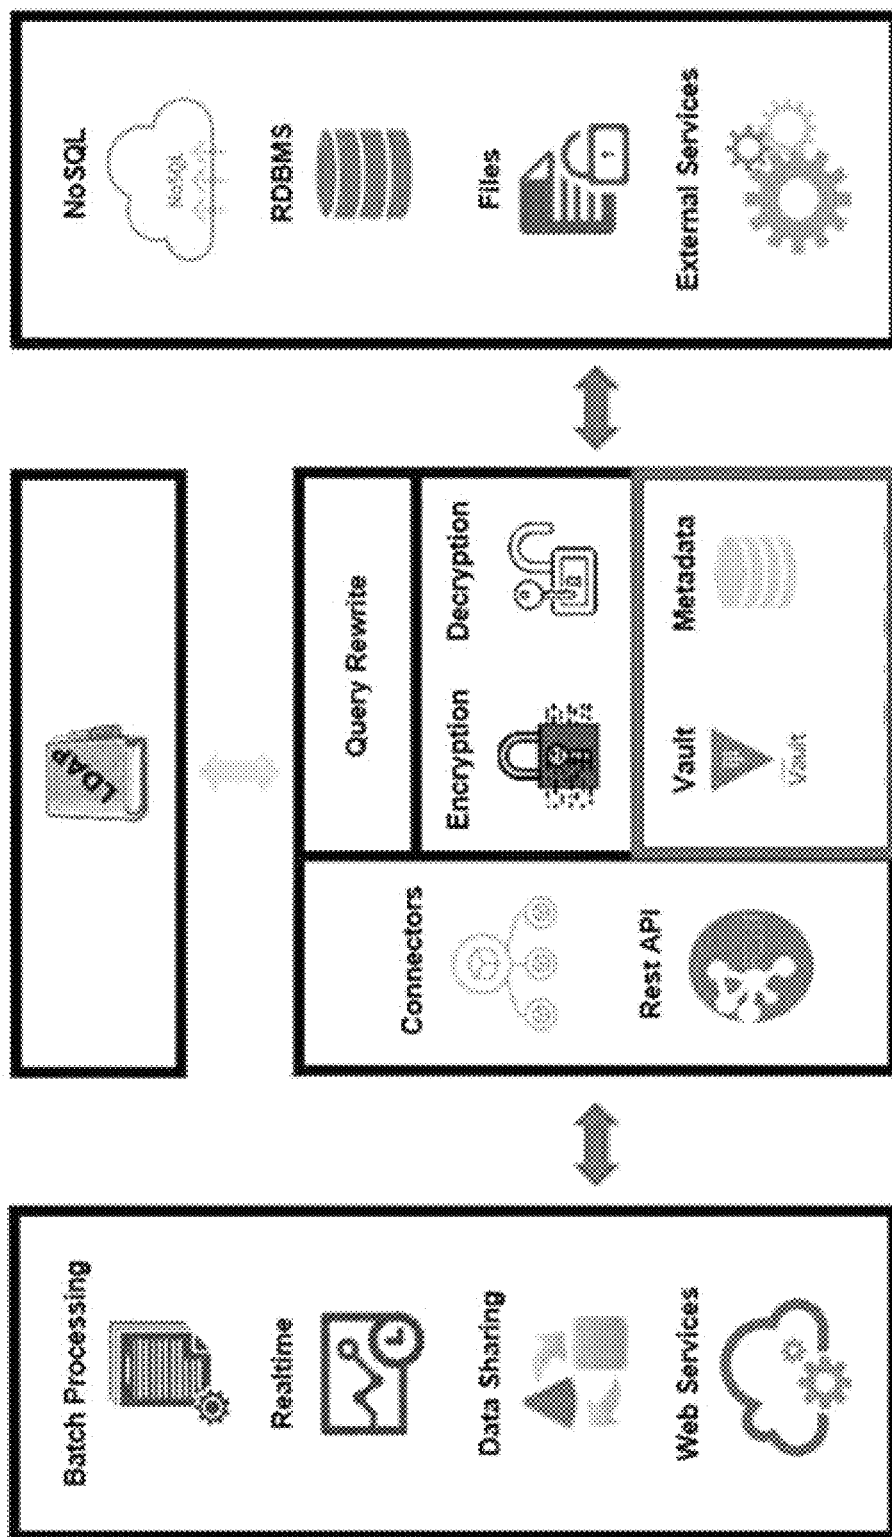 Batch Processing
Realtime
Data Sharing
Web Services
LDAP
Connectors
Rest API
Query Rewrite
Encryption
Decryption
Vault
Vault
Metadata
NoSQL
NoSQL
RDBMS
Files
External Services